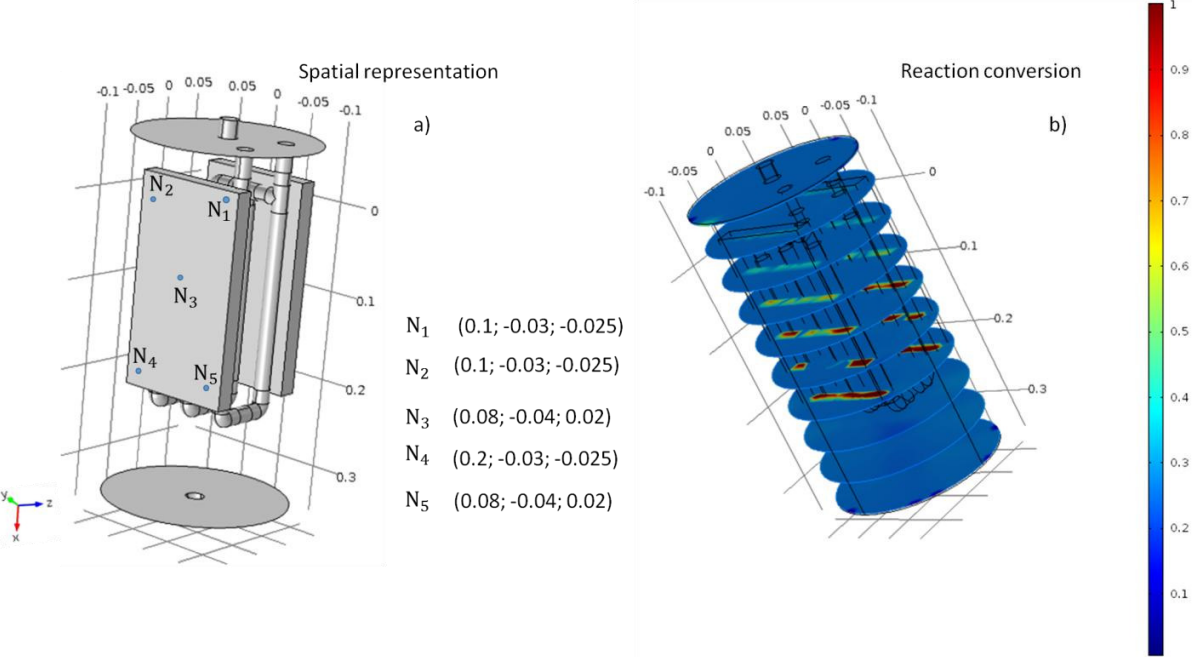 Spatial representation
a)
-0.1 -0.05 0 0.05 0.05 0 -0.05 -0.1
0
0.1
0.2
0.3
N2
N1
N3
N4
N5
y z x
N1 (0.1; -0.03; -0.025)
N2 (0.1; -0.03; -0.025)
N3 (0.08; -0.04; 0.02)
N4 (0.2; -0.03; -0.025)
N5 (0.08; -0.04; 0.02)
Reaction conversion
b)
-0.1 -0.05 0 0.05 0.05 0 -0.05 -0.1
0
0.1
0.2
0.3
1
0.9
0.8
0.7
0.6
0.5
0.4
0.3
0.2
0.1